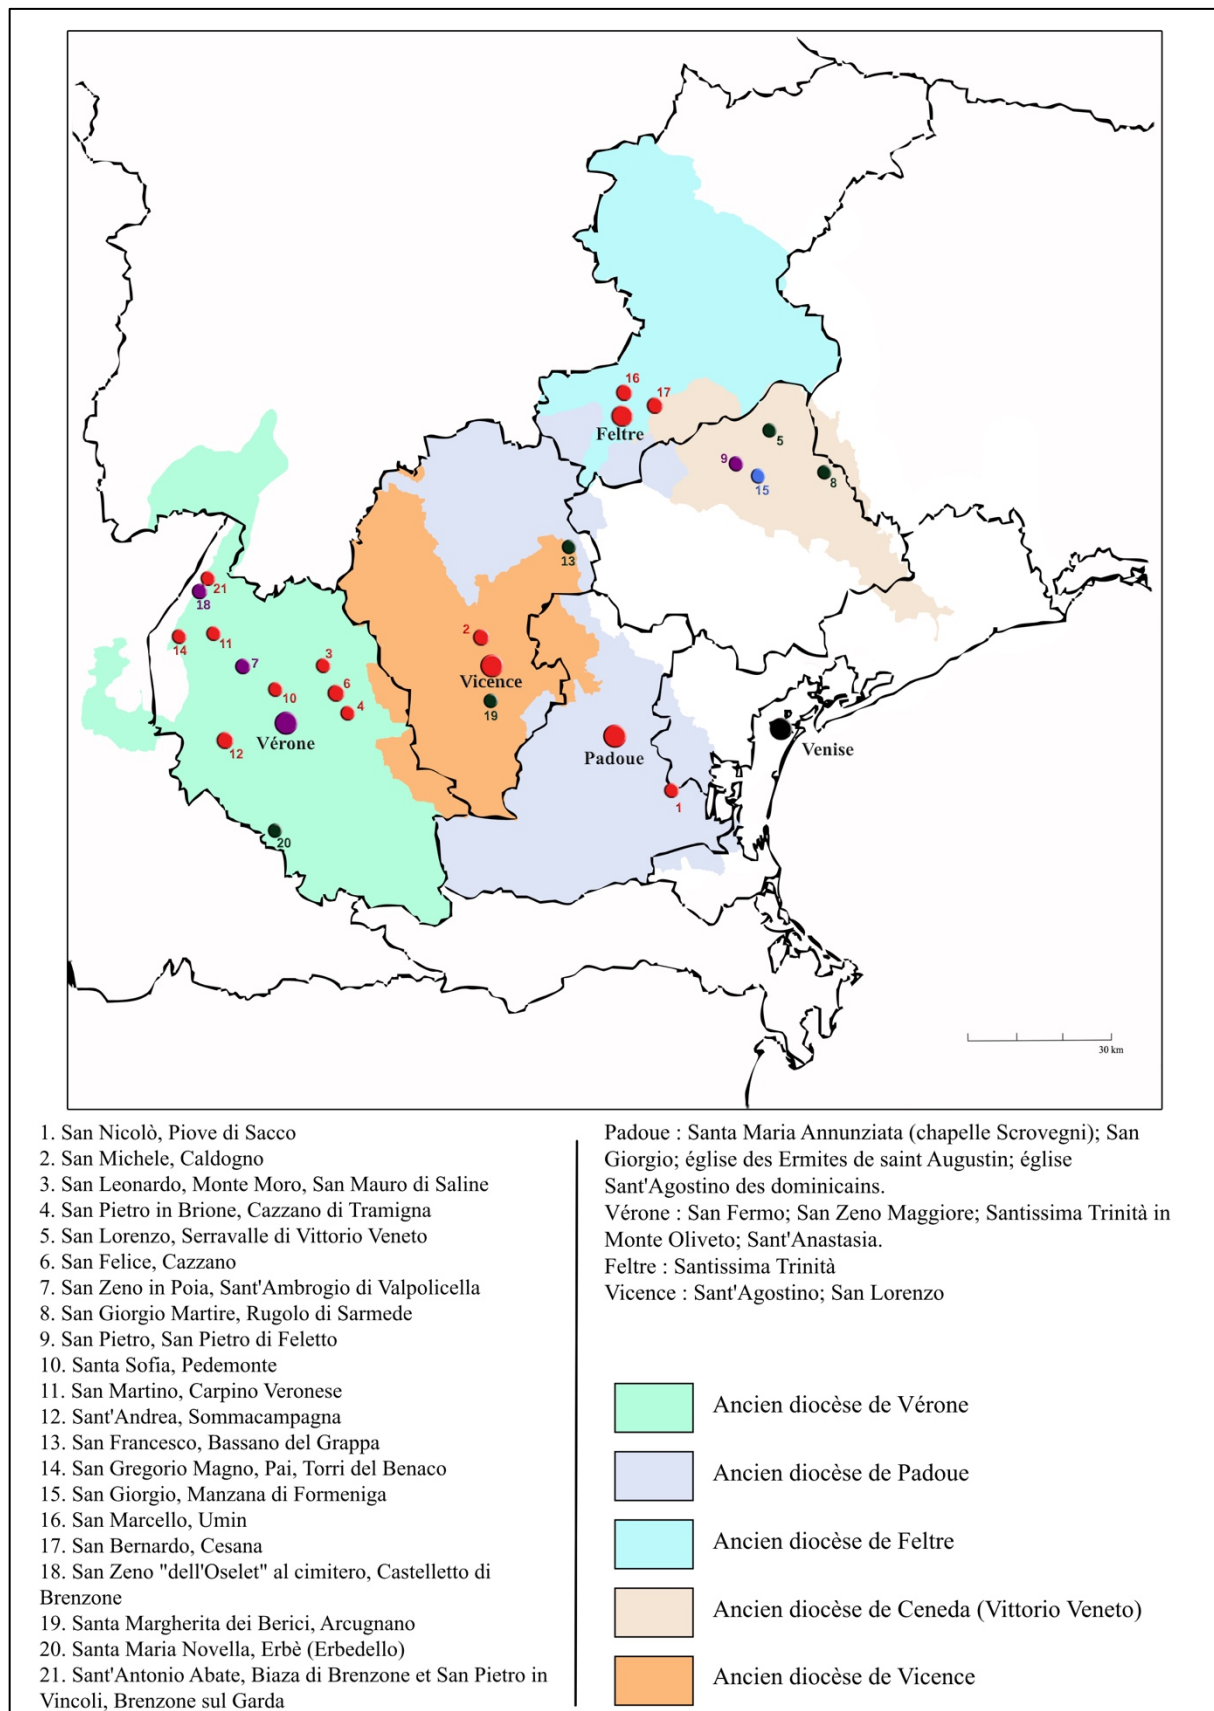 16
17
Feltre
5
9
15
8
13
21
18
14
11
7
3
6
10
4
Vérone
12
2
Vicence
19
Padoue
1
Venise
20
30 km
1. San Nicolò, Piove di Sacco
2. San Michele, Caldogno
3. San Leonardo, Monte Moro, San Mauro di Saline
4. San Pietro in Brione, Cazzano di Tramigna
5. San Lorenzo, Serravalle di Vittorio Veneto
6. San Felice, Cazzano
7. San Zeno in Poia, Sant'Ambrogio di Valpolicella
8. San Giorgio Martire, Rugolo di Sarmede
9. San Pietro, San Pietro di Feletto
10. Santa Sofia, Pedemonte
11. San Martino, Carpino Veronese
12. Sant'Andrea, Sommacampagna
13. San Francesco, Bassano del Grappa
14. San Gregorio Magno, Pai, Torri del Benaco
15. San Giorgio, Manzana di Formeniga
16. San Marcello, Umin
17. San Bernardo, Cesana
18. San Zeno "dell'Oselet" al cimitero, Castelletto di
Brenzone
19. Santa Margherita dei Berici, Arcugnano
20. Santa Maria Novella, Erbè (Erbedello)
21. Sant'Antonio Abate, Biaza di Brenzone et San Pietro in
Vincoli, Brenzone sul Garda
Padoue : Santa Maria Annunziata (chapelle Scrovegni); San
Giorgio; église des Ermites de saint Augustin; église
Sant'Agostino des dominicains.
Vérone : San Fermo; San Zeno Maggiore; Santissima Trinità in
Monte Oliveto; Sant'Anastasia.
Feltre : Santissima Trinità
Vicence : Sant'Agostino; San Lorenzo
Ancien diocèse de Vérone
Ancien diocèse de Padoue
Ancien diocèse de Feltre
Ancien diocèse de Ceneda (Vittorio Veneto)
Ancien diocèse de Vicence